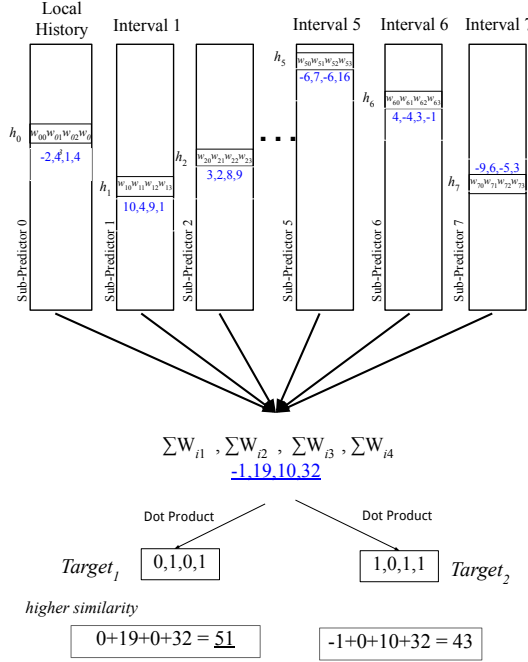 Local History
Interval 1
Interval 5
Interval 6
Interval 7
h0
w00w01w02w0
-2,4,1,4
Sub-Predictor 0
h1
w10w11w12w13
10,4,9,1
Sub-Predictor 1
h2
w20w21w22w23
3,2,8,9
Sub-Predictor 2
...
h5
w50w51w52w53
-6,7,-6,16
Sub-Predictor 5
h6
w60w61w62w63
4,-4,3,-1
Sub-Predictor 6
-9,6,-5,3
h7
w70w71w72w73
Sub-Predictor 7
∑Wi1 , ∑Wi2 , ∑Wi3 , ∑Wi4
-1,19,10,32
Dot Product
Dot Product
Target1
0,1,0,1
1,0,1,1
Target2
higher similarity
0+19+0+32 = 51
-1+0+10+32 = 43